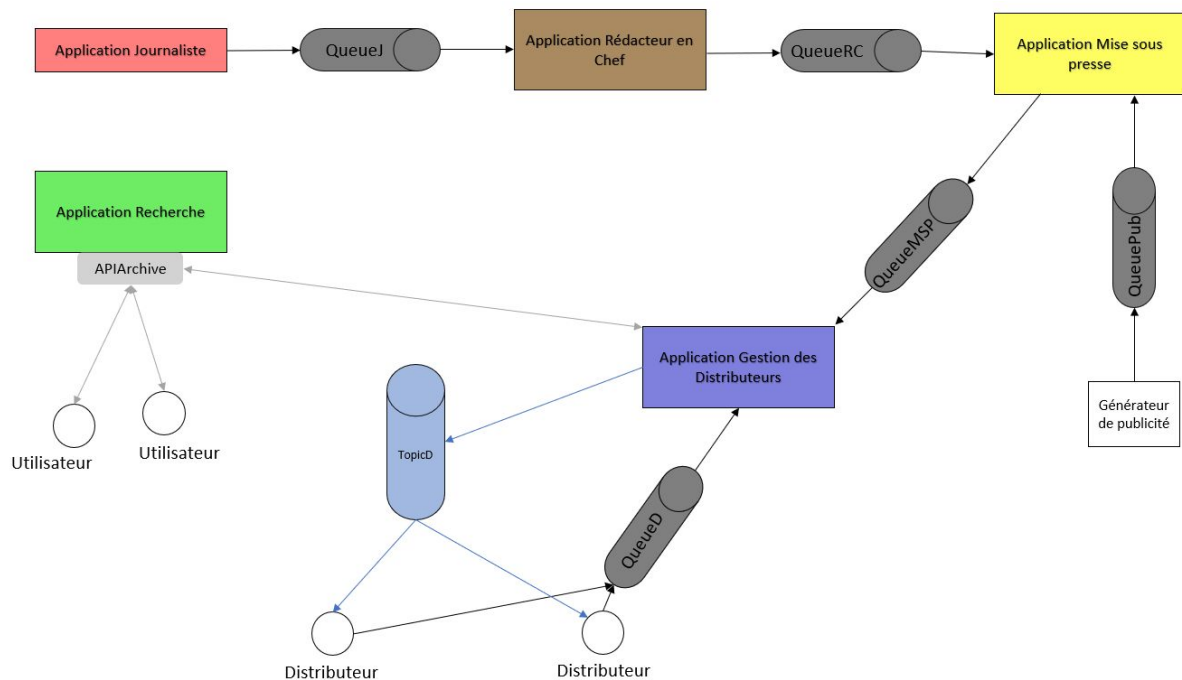 Application Journaliste
QueueJ
Application Rédacteur en
Chef
QueueRC
Application Mise sous
presse
Application Recherche
APIArchive
QueueMSP
QueuePub
Application Gestion des
Distributeurs
TopicD
Générateur
de publicité
Utilisateur
Utilisateur
QueueD
Distributeur
Distributeur